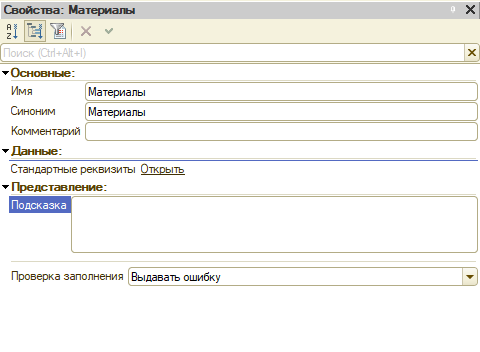 Свойства: Материалы
Поиск (Ctrl+Alt+I)
Основные:
Имя Материалы
Синоним Материалы
Комментарий
Данные:
Стандартные реквизиты Открыть
Представление:
Подсказка
Проверка заполнения Выдавать ошибку